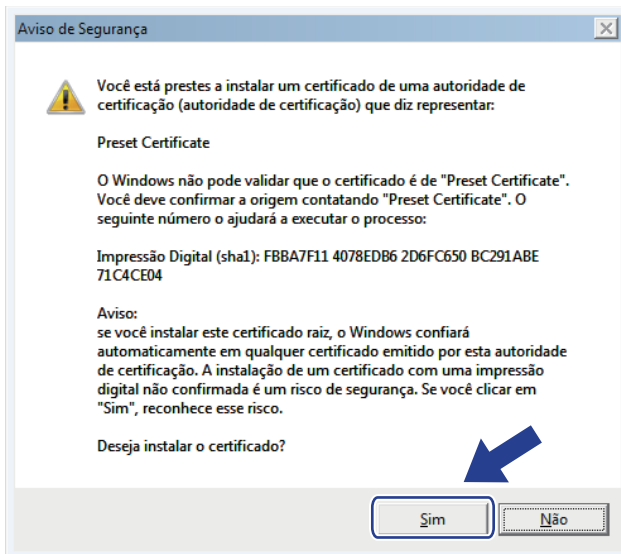 Aviso de Segurança
Você está prestes a instalar um certificado de uma autoridade de
certificação (autoridade de certificação) que diz representar:
Preset Certificate
O Windows não pode validar que o certificado é de "Preset Certificate".
Você deve confirmar a origem contatando "Preset Certificate". O
seguinte número o ajudará a executar o processo:
Impressão Digital (sha1): FBBA7F11 4078EDB6 2D6FC650 BC291ABE
71C4CE04
Aviso:
se você instalar este certificado raiz, o Windows confiará
automaticamente em qualquer certificado emitido por esta autoridade
de certificação. A instalação de um certificado com uma impressão
digital não confirmada é um risco de segurança. Se você clicar em
"Sim", reconhece esse risco.
Deseja instalar o certificado?
Sim Não